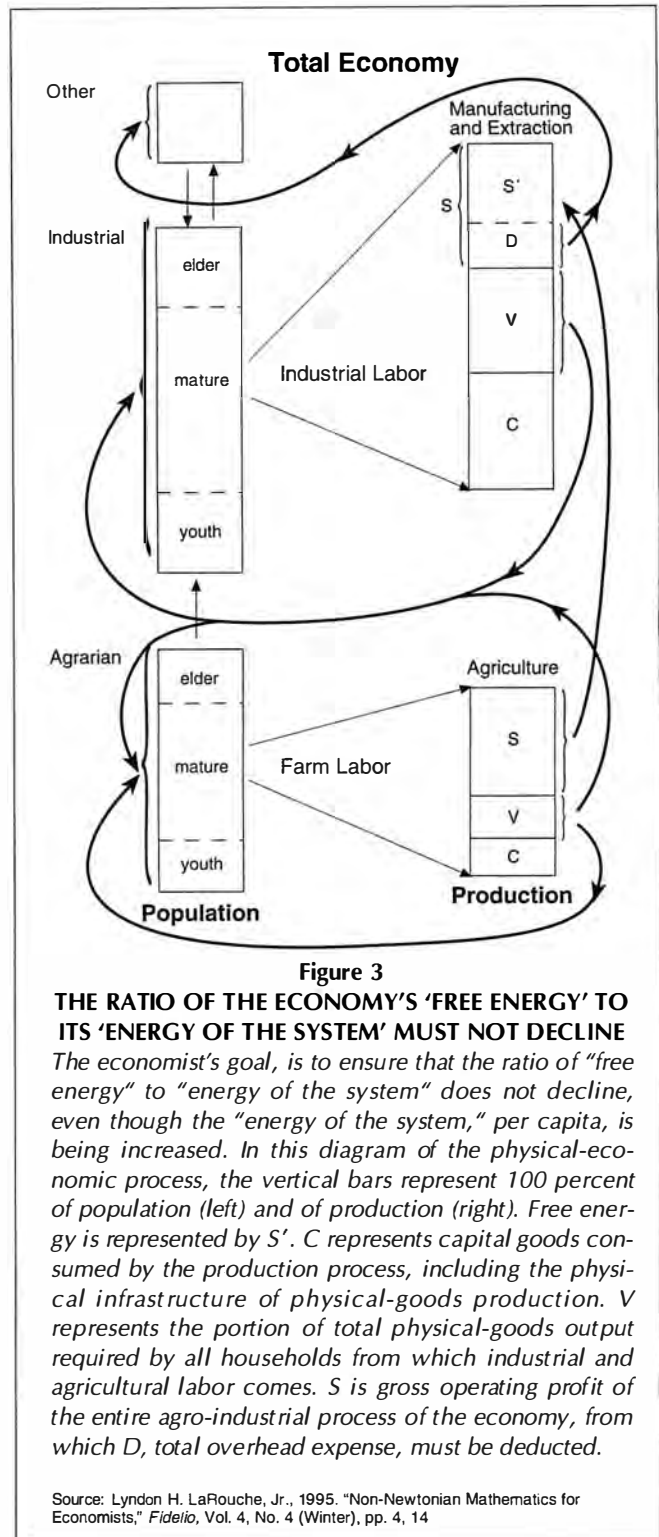 Total Economy
Other
Manufacturing
and Extraction
S
S′
D
Industrial
elder
V
mature
Industrial Labor
C
youth
Agrarian
Agriculture
elder
S
mature
Farm Labor
V
youth
C
Population
Production
Figure 3
THE RATIO OF THE ECONOMY'S 'FREE ENERGY' TO
ITS 'ENERGY OF THE SYSTEM' MUST NOT DECLINE
The economist's goal, is to ensure that the ratio of "free
energy" to "energy of the system" does not decline,
even though the "energy of the system," per capita, is
being increased. In this diagram of the physical-eco-
nomic process, the vertical bars represent 100 percent
of population (left) and of production (right). Free ener-
gy is represented by S′. C represents capital goods con-
sumed by the production process, including the physi-
cal infrastructure of physical-goods production. V
represents the portion of total physical-goods output
required by all households from which industrial and
agricultural labor comes. S is gross operating profit of
the entire agro-industrial process of the economy, from
which D, total overhead expense, must be deducted.
Source: Lyndon H. LaRouche, Jr., 1995. "Non-Newtonian Mathematics for
Economists," Fidelio, Vol. 4, No. 4 (Winter), pp. 4, 14